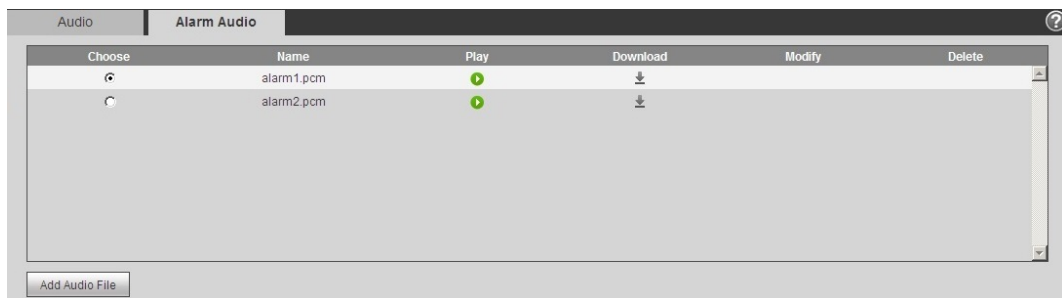 Audio Alarm Audio ?
Choose Name Play Download Modify Delete
alarm1.pcm
alarm2.pcm
Add Audio File